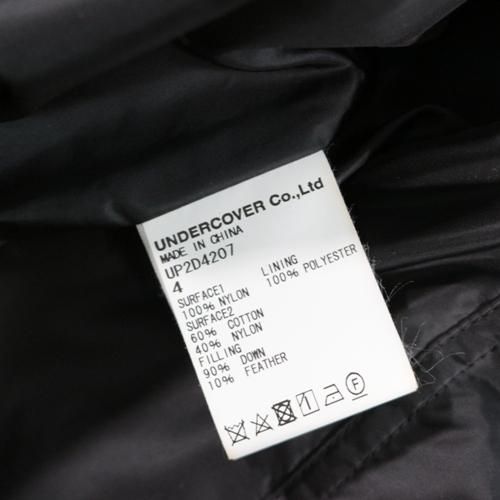 UNDERCOVER Co.,Ltd
MADE IN CHINA
UP2D4207
4
SURFACE1
100% NYLON
SURFACE2
60% COTTON
40% NYLON
FILLING
90% DOWN
10% FEATHER
LINING
100% POLYESTER
1 F